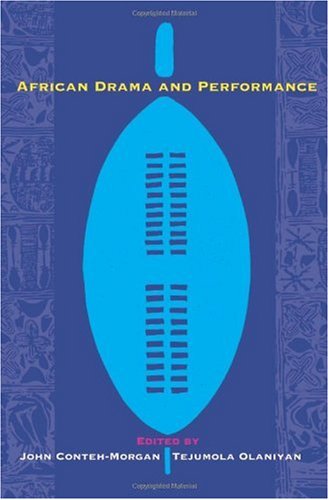 AFRICAN DRAMA AND PERFORMANCE
EDITED BY
JOHN CONTEH-MORGAN TEJUMOLA OLANIYAN